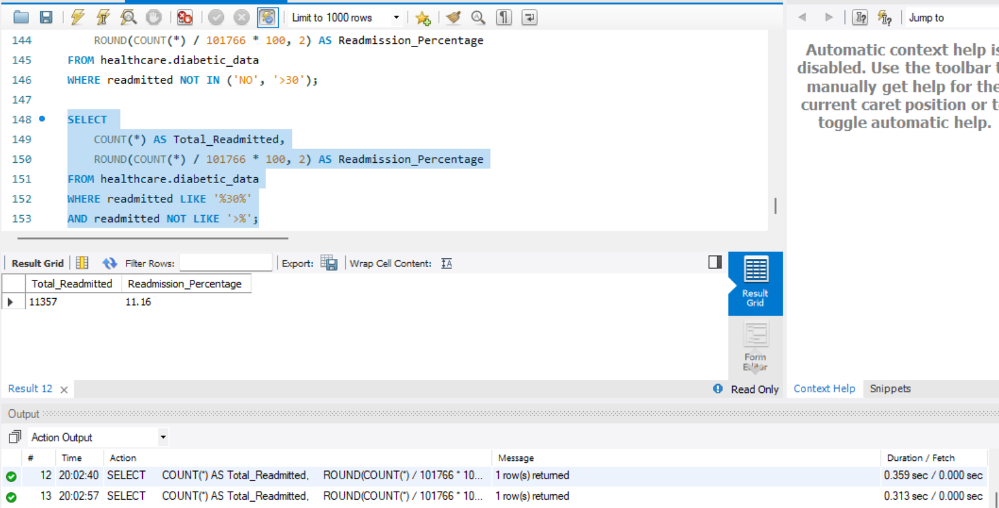 Limit to 1000 rows
Jump to
144 ROUND(COUNT(*) / 101766 * 100, 2) AS Readmission_Percentage
145 FROM healthcare.diabetic_data
146 WHERE readmitted NOT IN ('NO', '>30');
147
148 SELECT
149 COUNT(*) AS Total_Readmitted,
150 ROUND(COUNT(*) / 101766 * 100, 2) AS Readmission_Percentage
151 FROM healthcare.diabetic_data
152 WHERE readmitted LIKE '%30%'
153 AND readmitted NOT LIKE '>%';
Automatic context help is
disabled. Use the toolbar t
manually get help for the
current caret position or t
toggle automatic help.
Result Grid Filter Rows: Export: Wrap Cell Content:
Total_Readmitted Readmission_Percentage
11357 11.16
Result
Grid
Form
Editor
Result 12 Read Only
Context Help Snippets
Output
Action Output
# Time Action Message Duration / Fetch
12 20:02:40 SELECT COUNT(*) AS Total_Readmitted, ROUND(COUNT(*) / 101766 * 10... 1 row(s) returned 0.359 sec / 0.000 sec
13 20:02:57 SELECT COUNT(*) AS Total_Readmitted, ROUND(COUNT(*) / 101766 * 10... 1 row(s) returned 0.313 sec / 0.000 sec